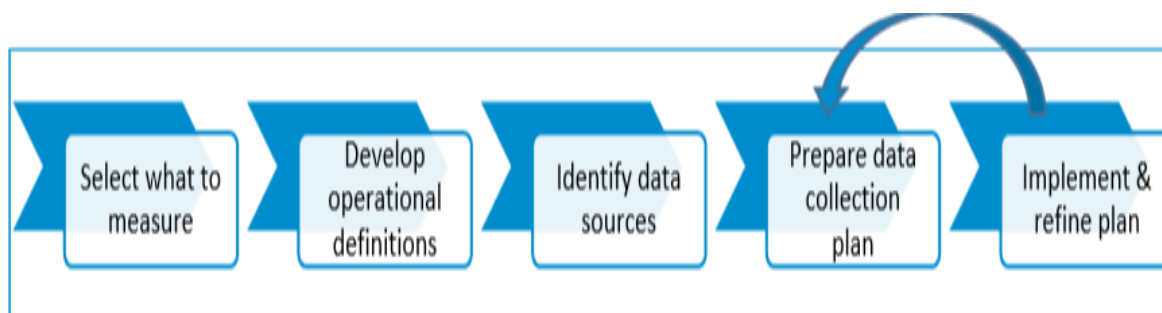 Select what to
measure
Develop
operational
definitions
Identify data
sources
Prepare data
collection
plan
Implement &
refine plan